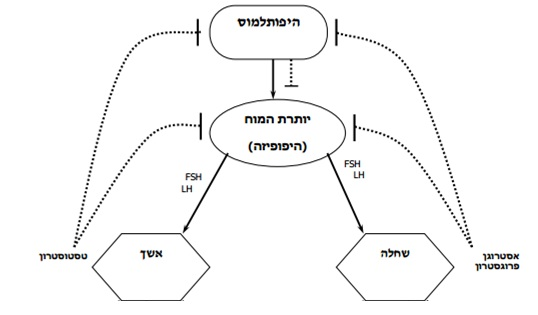 היפותלמוס
יותרת המוח
(היפופיזה)
FSH
LH
FSH
LH
אשך
טסטוסטרון
שחלה
אסטרוגן
פרוגסטרון